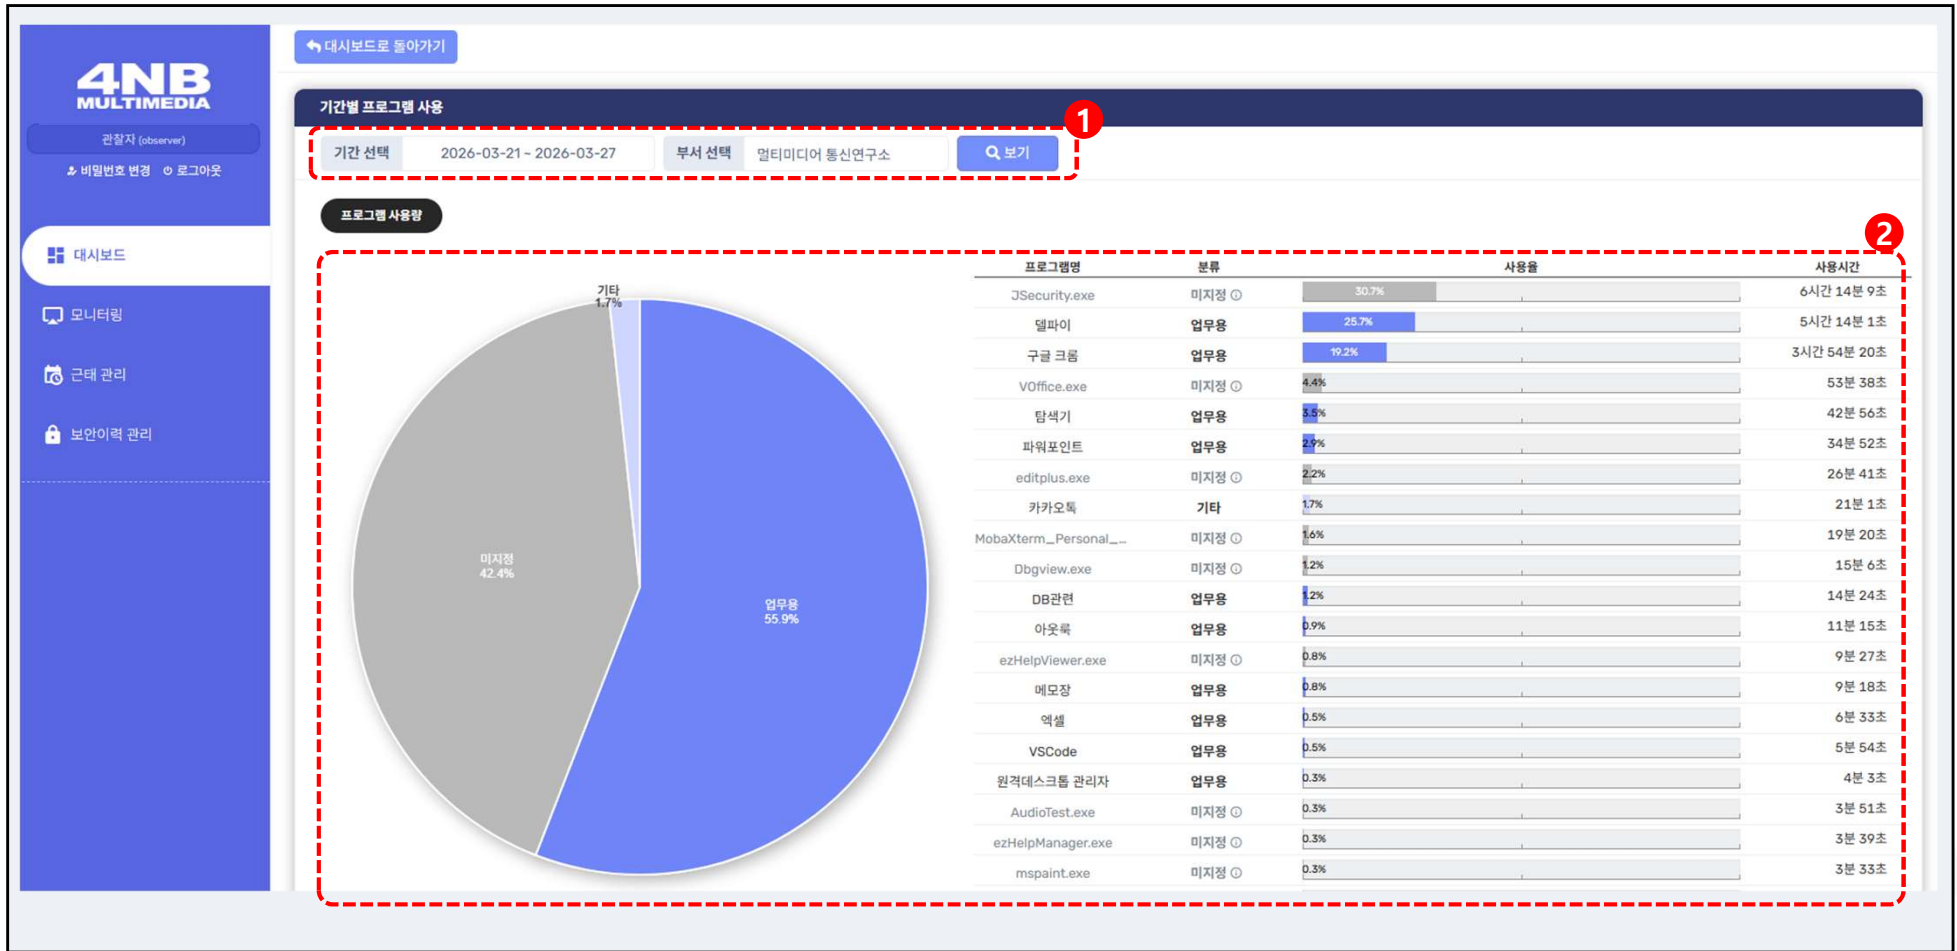 4NB
MULTIMEDIA
관찰자 (observer)
비밀번호 변경 로그아웃
대시보드
모니터링
근태 관리
보안이력 관리
대시보드로 돌아가기
기간별 프로그램 사용
1
기간 선택 2026-03-21 ~ 2026-03-27 부서 선택 멀티미디어 통신연구소 보기
프로그램 사용량
2
기타
1.7%
미지정
42.4%
업무용
55.9%
프로그램명 분류 사용율 사용시간
JSecurity.exe 미지정 30.7% 6시간 14분 9초
델파이 업무용 25.7% 5시간 14분 1초
구글 크롬 업무용 19.2% 3시간 54분 20초
VOffice.exe 미지정 4.4% 53분 38초
탐색기 업무용 3.5% 42분 56초
파워포인트 업무용 2.9% 34분 52초
editplus.exe 미지정 2.2% 26분 41초
카카오톡 기타 1.7% 21분 1초
MobaXterm_Personal_... 미지정 1.6% 19분 20초
Dbgview.exe 미지정 1.2% 15분 6초
DB관련 업무용 1.2% 14분 24초
아웃룩 업무용 0.9% 11분 15초
ezHelpViewer.exe 미지정 0.8% 9분 27초
메모장 업무용 0.8% 9분 18초
엑셀 업무용 0.5% 6분 33초
VSCode 업무용 0.5% 5분 54초
원격데스크톱 관리자 업무용 0.3% 4분 3초
AudioTest.exe 미지정 0.3% 3분 51초
ezHelpManager.exe 미지정 0.3% 3분 39초
mspaint.exe 미지정 0.3% 3분 33초